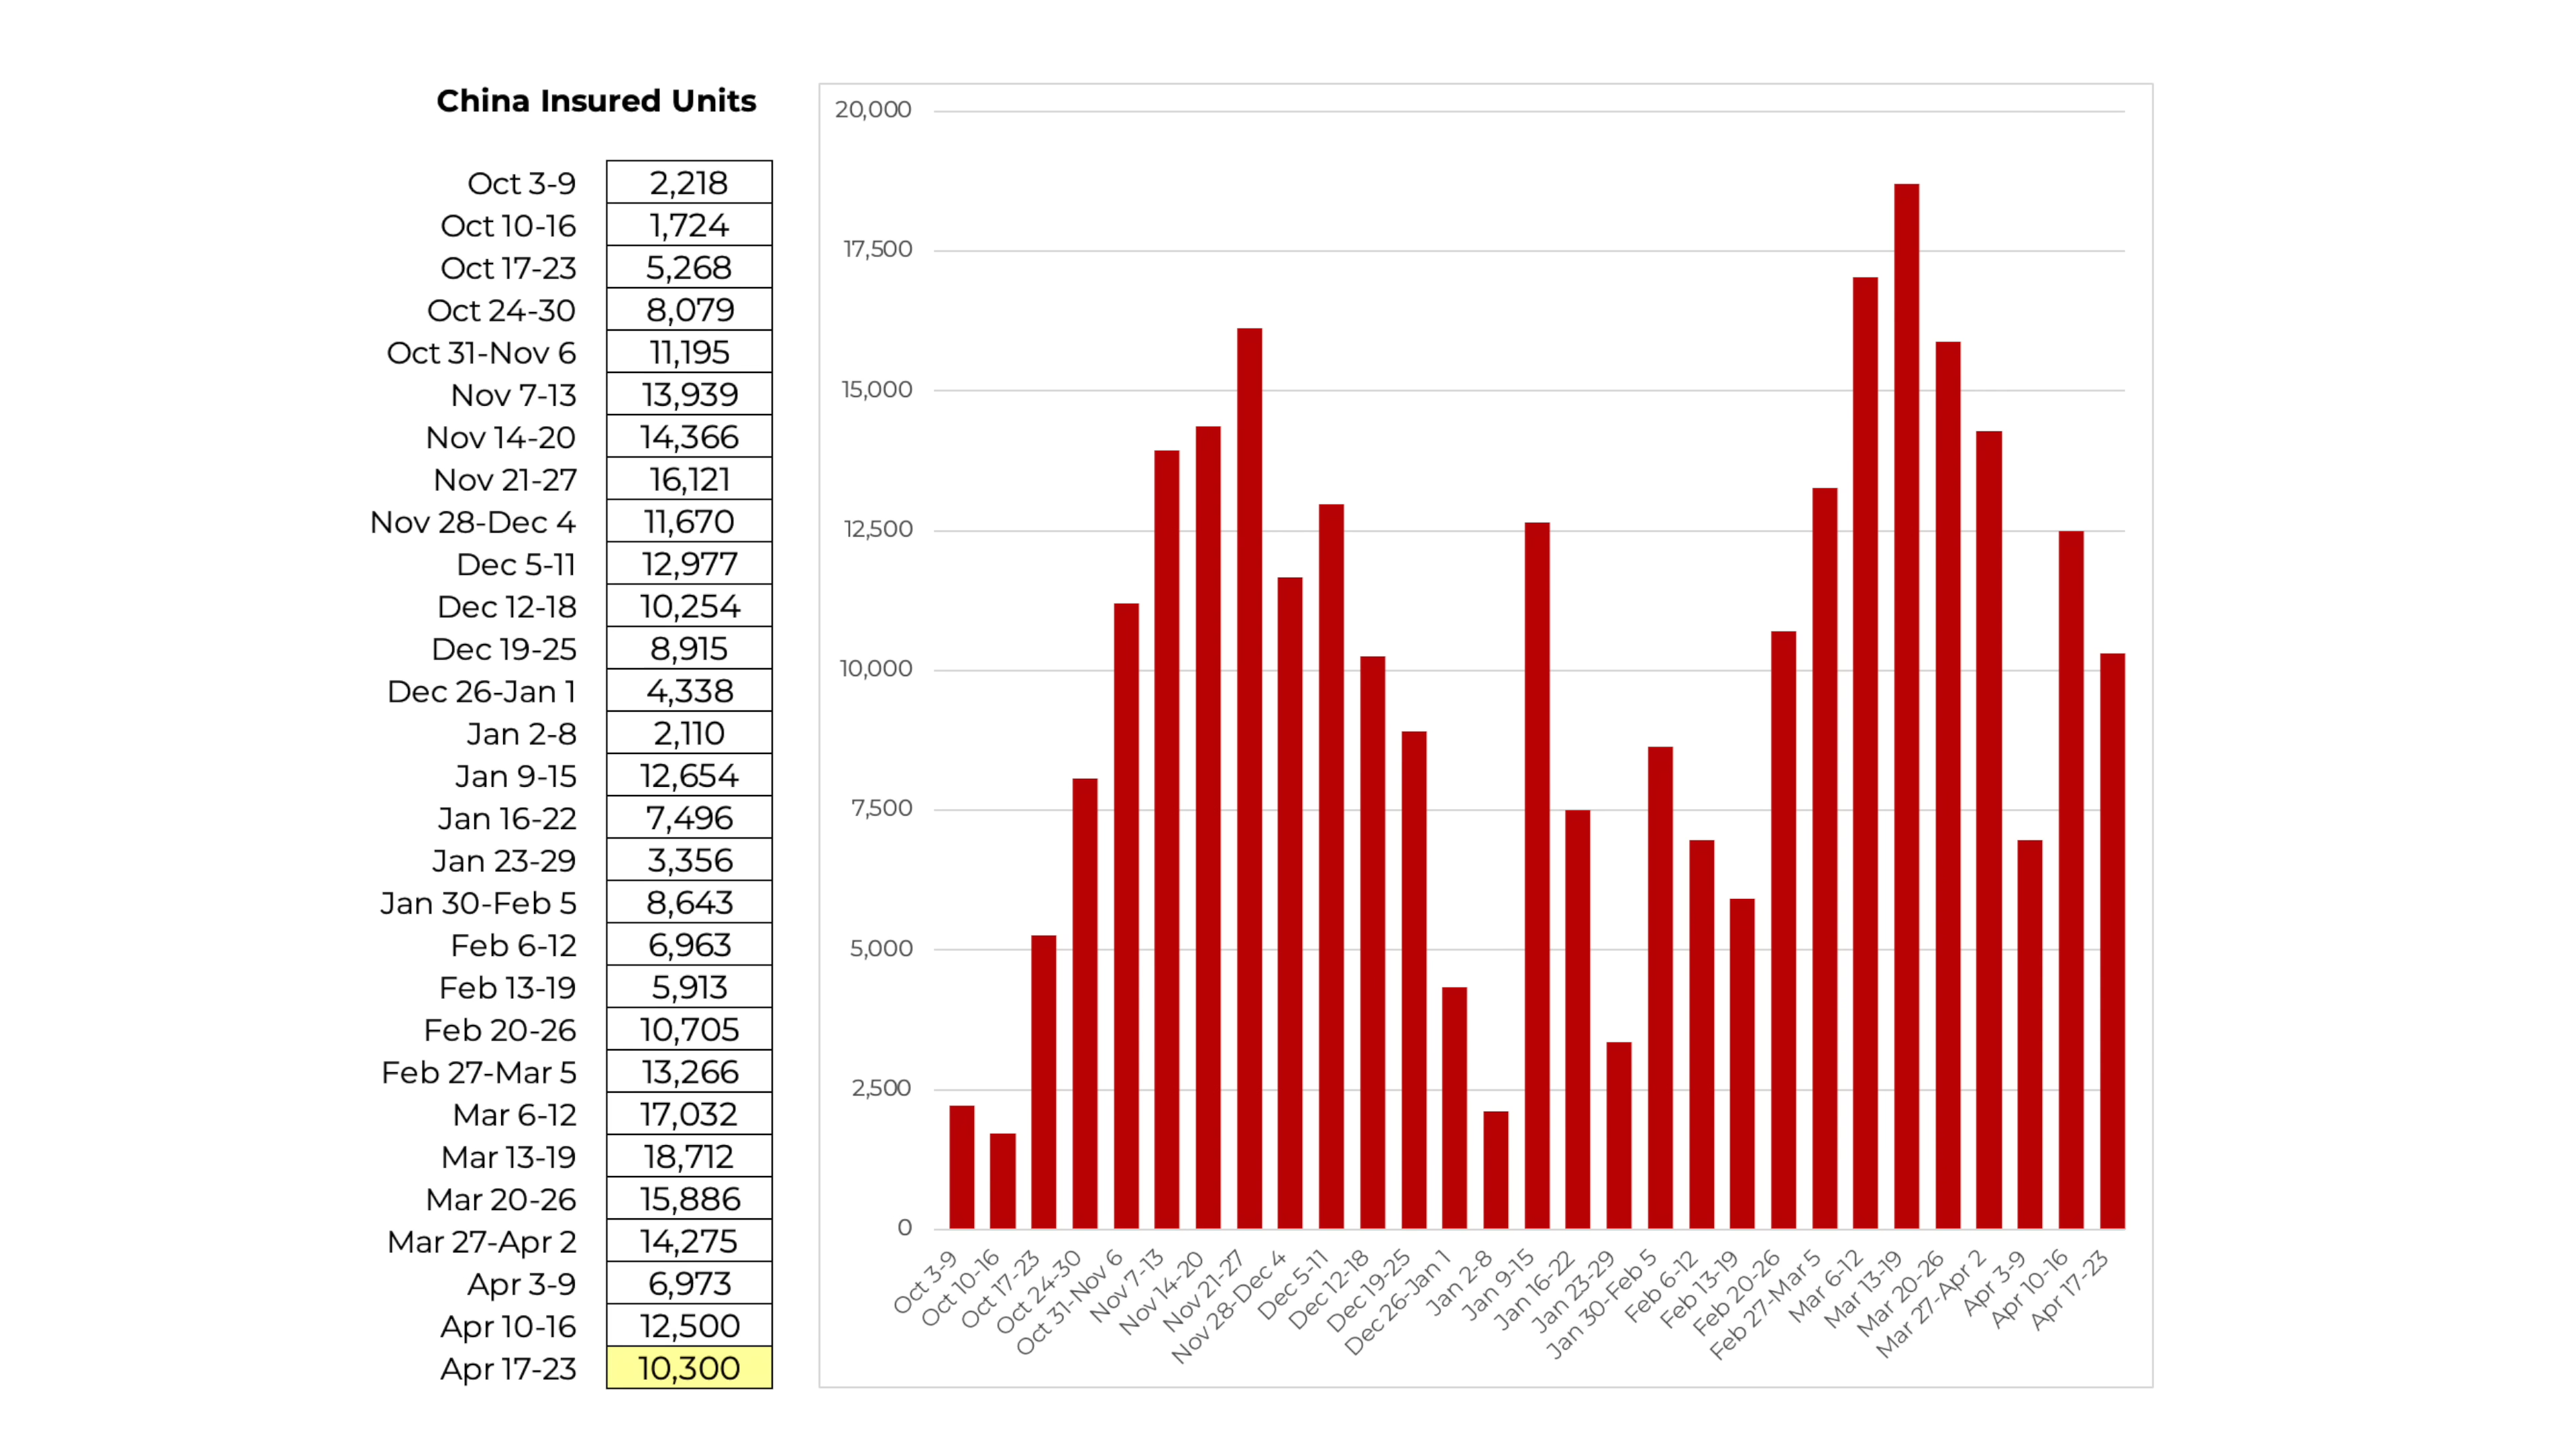 China Insured Units
Oct 3-9 2,218
Oct 10-16 1,724
Oct 17-23 5,268
Oct 24-30 8,079
Oct 31-Nov 6 11,195
Nov 7-13 13,939
Nov 14-20 14,366
Nov 21-27 16,121
Nov 28-Dec 4 11,670
Dec 5-11 12,977
Dec 12-18 10,254
Dec 19-25 8,915
Dec 26-Jan 1 4,338
Jan 2-8 2,110
Jan 9-15 12,654
Jan 16-22 7,496
Jan 23-29 3,356
Jan 30-Feb 5 8,643
Feb 6-12 6,963
Feb 13-19 5,913
Feb 20-26 10,705
Feb 27-Mar 5 13,266
Mar 6-12 17,032
Mar 13-19 18,712
Mar 20-26 15,886
Mar 27-Apr 2 14,275
Apr 3-9 6,973
Apr 10-16 12,500
Apr 17-23 10,300
20,000
17,500
15,000
12,500
10,000
7,500
5,000
2,500
0
Oct 3-9
Oct 10-16
Oct 17-23
Oct 24-30
Oct 31-Nov 6
Nov 7-13
Nov 14-20
Nov 21-27
Nov 28-Dec 4
Dec 5-11
Dec 12-18
Dec 19-25
Dec 26-Jan 1
Jan 2-8
Jan 9-15
Jan 16-22
Jan 23-29
Jan 30-Feb 5
Feb 6-12
Feb 13-19
Feb 20-26
Feb 27-Mar 5
Mar 6-12
Mar 13-19
Mar 20-26
Mar 27-Apr 2
Apr 3-9
Apr 10-16
Apr 17-23